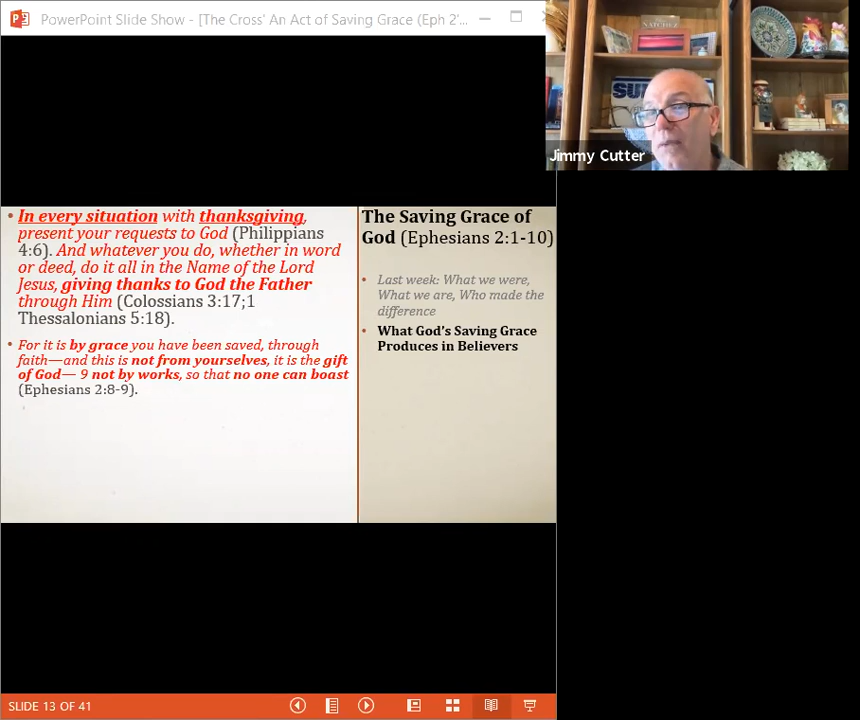 PowerPoint Slide Show - [The Cross' An Act of Saving Grace (Eph 2'...
NATCHEZ
Jimmy Cutter
• In every situation with thanksgiving,
present your requests to God (Philippians
4:6). And whatever you do, whether in word
or deed, do it all in the Name of the Lord
Jesus, giving thanks to God the Father
through Him (Colossians 3:17;1
Thessalonians 5:18).
• For it is by grace you have been saved, through
faith—and this is not from yourselves, it is the gift
of God— 9 not by works, so that no one can boast
(Ephesians 2:8-9).
The Saving Grace of
God (Ephesians 2:1-10)
• Last week: What we were,
What we are, Who made the
difference
• What God's Saving Grace
Produces in Believers
SLIDE 13 OF 41